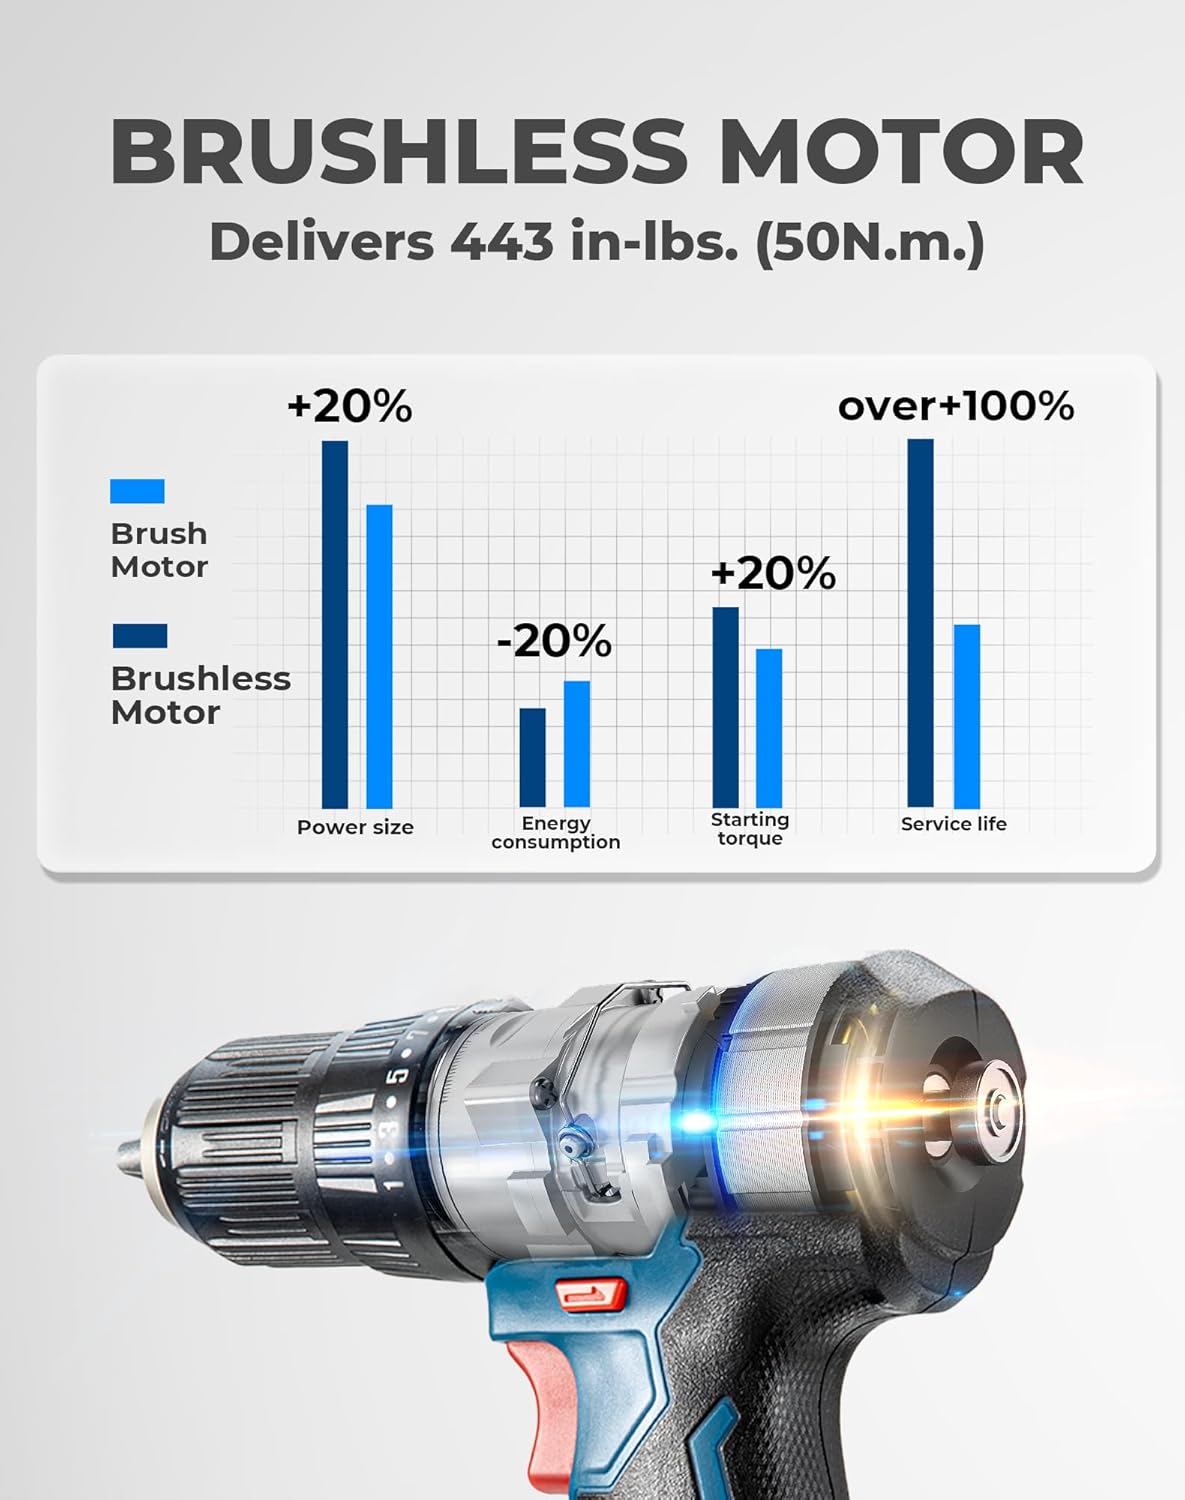 BRUSHLESS MOTOR
Delivers 443 in-lbs. (50N.m.)
+20%
over+100%
Brush
Motor
+20%
-20%
Brushless
Motor
Power size
Energy
consumption
Starting
torque
Service life
1 • 3 • 5 • 7